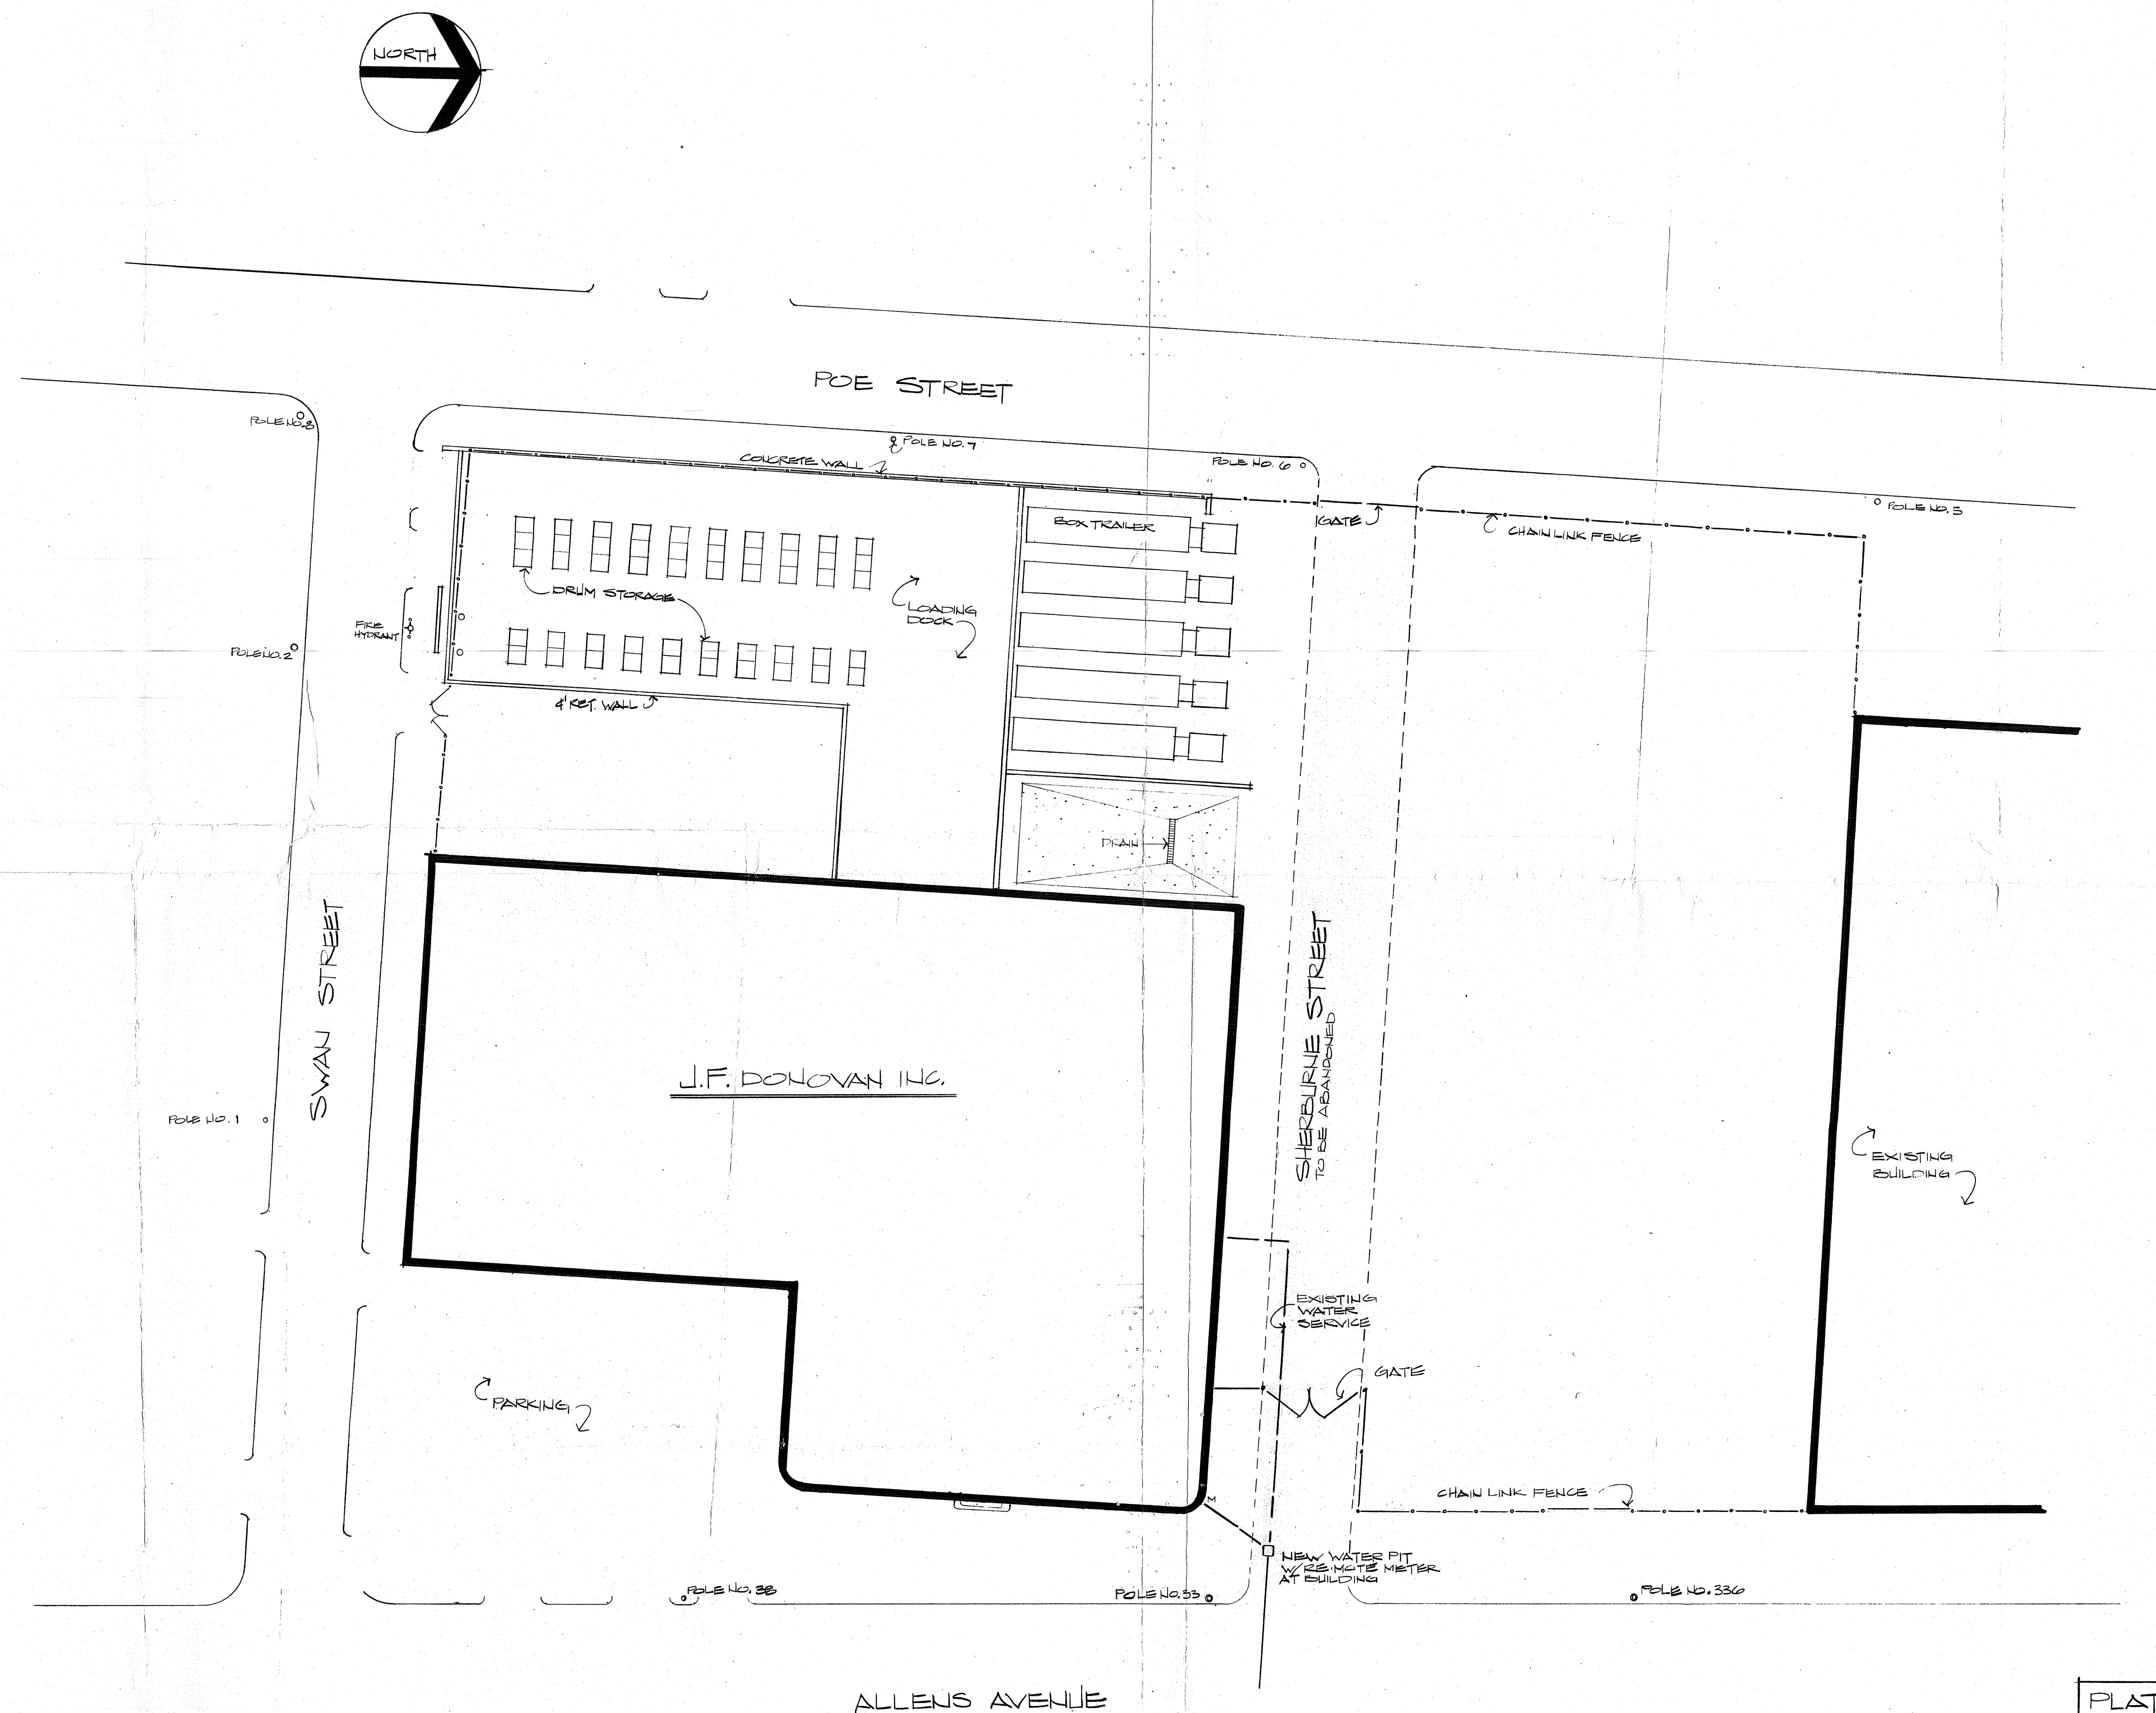 NORTH
POE STREET
POLE NO. 8
POLE NO. 7
CONCRETE WALL
POLE NO. 6
POLE NO. 5
BOX TRAILER
GATE
CHAIN LINK FENCE
DRUM STORAGE
LOADING
DOCK
FIRE
HYDRANT
POLE NO. 2
4' RET. WALL
DRAIN
SWAN STREET
SHERBURNE STREET
TO BE ABANDONED
J.F. DONOVAN INC.
POLE NO. 1
EXISTING
BUILDING
EXISTING
WATER
SERVICE
GATE
PARKING
CHAIN LINK FENCE
M
NEW WATER PIT
W/REMOTE METER
AT BUILDING
POLE NO. 38
POLE NO. 33
POLE NO. 336
ALLENS AVENUE
PLAT